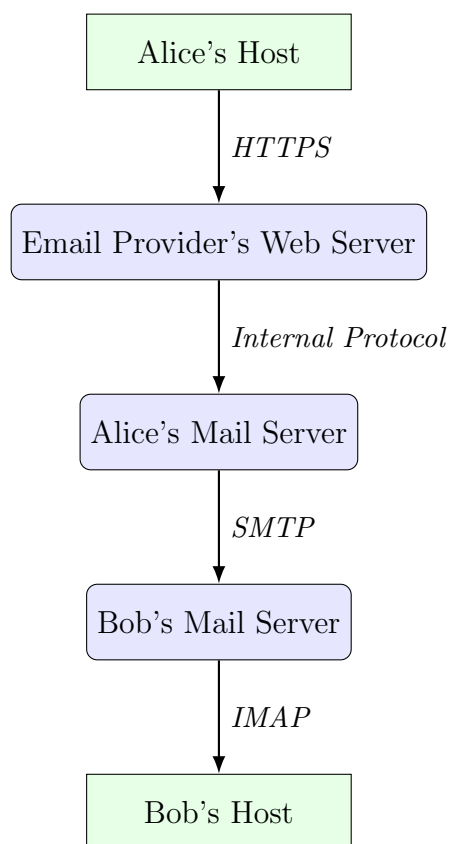 Alice's Host
HTTPS
Email Provider's Web Server
Internal Protocol
Alice's Mail Server
SMTP
Bob's Mail Server
IMAP
Bob's Host